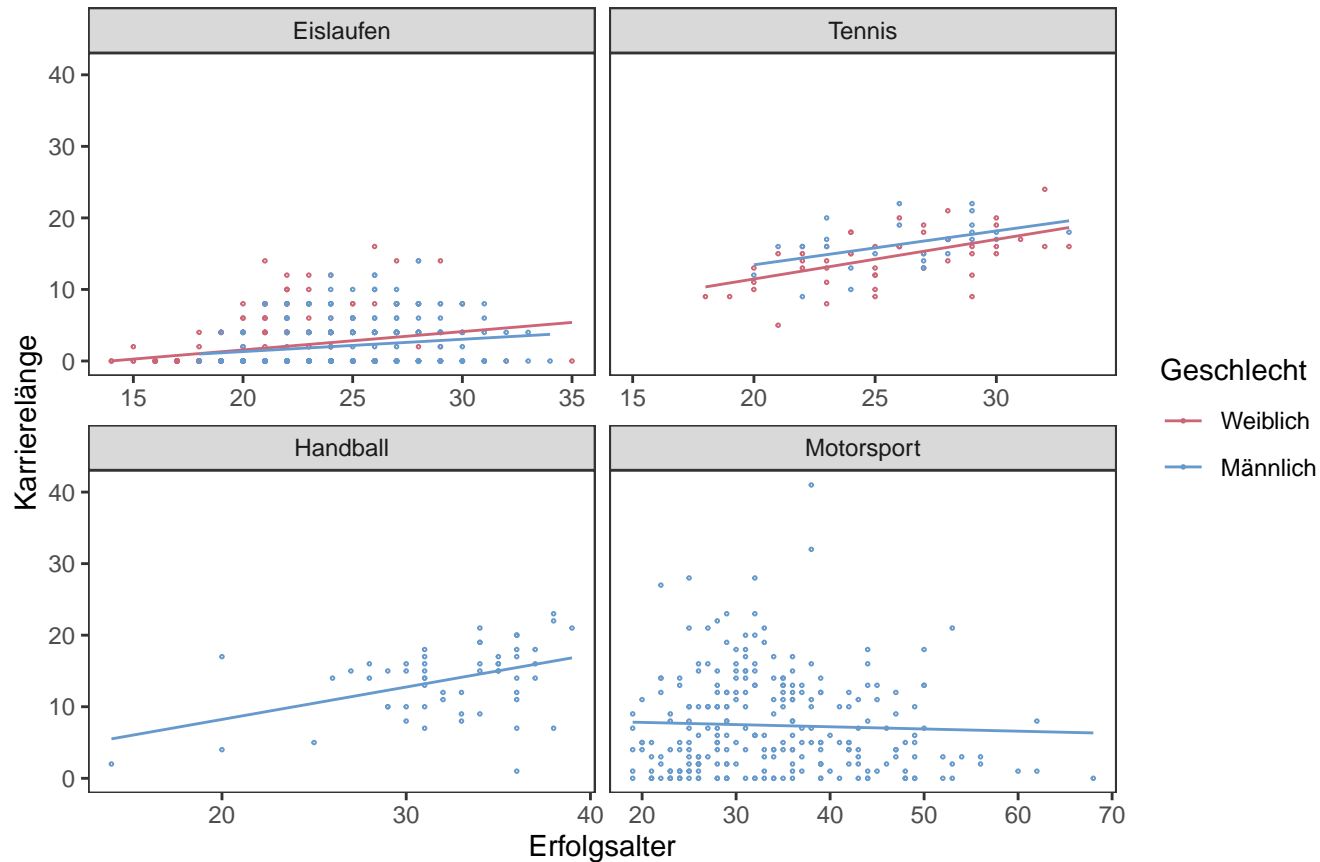 Eislaufen
Tennis
40
30
20
10
0
15 20 25 30 35
15 20 25 30
Handball
Motorsport
40
30
20
10
0
20 30 40
20 30 40 50 60 70
Karrierelänge
Erfolgsalter
Geschlecht
Weiblich
Männlich